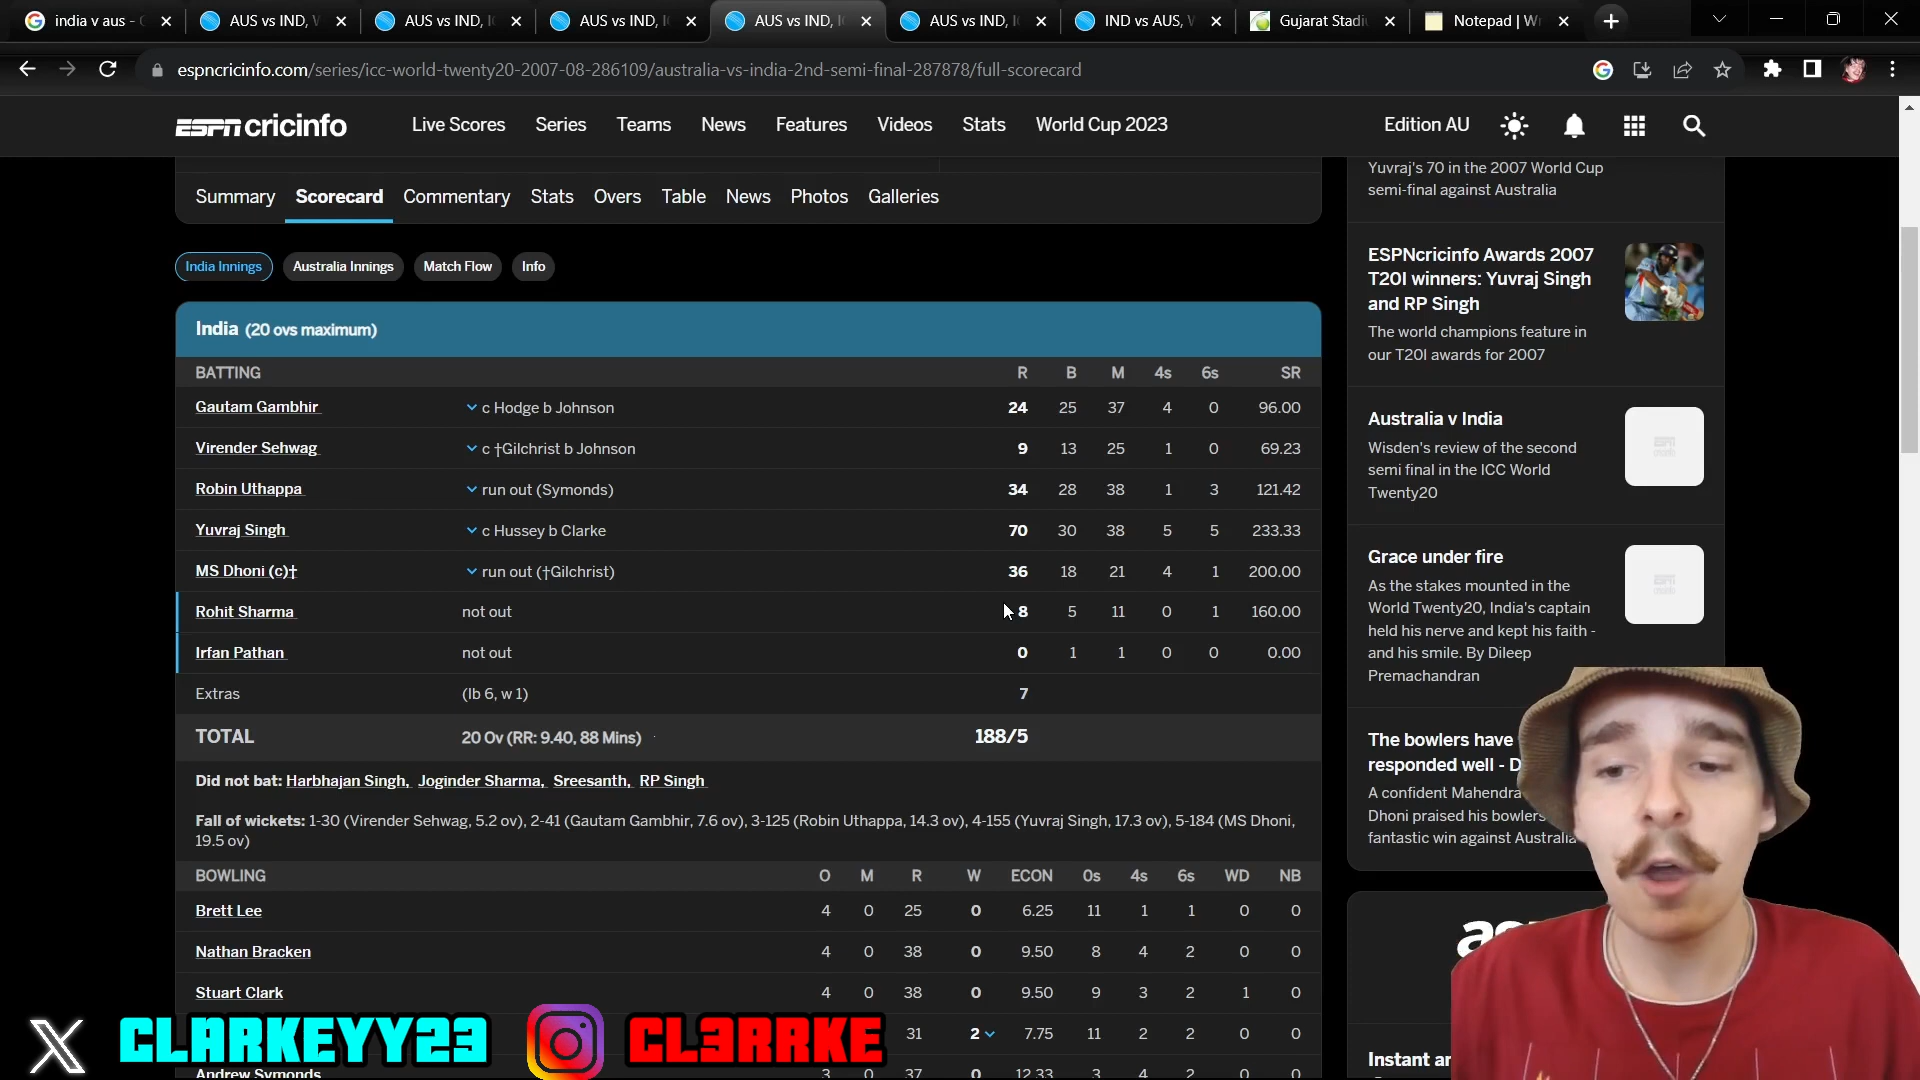 india v aus -
AUS vs IND, W
AUS vs IND, I
AUS vs IND, I
AUS vs IND, I
AUS vs IND, I
IND vs AUS, W
Gujarat Stadi
Notepad | Wr
espncricinfo.com/series/icc-world-twenty20-2007-08-286109/australia-vs-india-2nd-semi-final-287878/full-scorecard
ESPN cricinfo Live Scores Series Teams News Features Videos Stats World Cup 2023 Edition AU
Summary Scorecard Commentary Stats Overs Table News Photos Galleries
India Innings Australia Innings Match Flow Info
India (20 ovs maximum)
BATTING R B M 4s 6s SR
Gautam Gambhir c Hodge b Johnson 24 25 37 4 0 96.00
Virender Sehwag c †Gilchrist b Johnson 9 13 25 1 0 69.23
Robin Uthappa run out (Symonds) 34 28 38 1 3 121.42
Yuvraj Singh c Hussey b Clarke 70 30 38 5 5 233.33
MS Dhoni (c)† run out (†Gilchrist) 36 18 21 4 1 200.00
Rohit Sharma not out 8 5 11 0 1 160.00
Irfan Pathan not out 0 1 1 0 0 0.00
Extras (lb 6, w 1) 7
TOTAL 20 Ov (RR: 9.40, 88 Mins) 188/5
Did not bat: Harbhajan Singh, Joginder Sharma, Sreesanth, RP Singh
Fall of wickets: 1-30 (Virender Sehwag, 5.2 ov), 2-41 (Gautam Gambhir, 7.6 ov), 3-125 (Robin Uthappa, 14.3 ov), 4-155 (Yuvraj Singh, 17.3 ov), 5-184 (MS Dhoni,
19.5 ov)
BOWLING O M R W ECON 0s 4s 6s WD NB
Brett Lee 4 0 25 0 6.25 11 1 1 0 0
Nathan Bracken 4 0 38 0 9.50 8 4 2 0 0
Stuart Clark 4 0 38 0 9.50 9 3 2 1 0
31 2 7.75 11 2 2 0 0
Andrew Symonds 3 0 37 0 12.33 3 4 2 0 0
CLARKEYY23 CL3RRKE
Yuvraj's 70 in the 2007 World Cup
semi-final against Australia
ESPNcricinfo Awards 2007
T20I winners: Yuvraj Singh
and RP Singh
The world champions feature in
our T20I awards for 2007
Australia v India
Wisden's review of the second
semi final in the ICC World
Twenty20
Grace under fire
As the stakes mounted in the
World Twenty20, India's captain
held his nerve and kept his faith -
and his smile. By Dileep
Premachandran
The bowlers have
responded well - D
A confident Mahendra
Dhoni praised his bowlers
fantastic win against Australia
Instant an